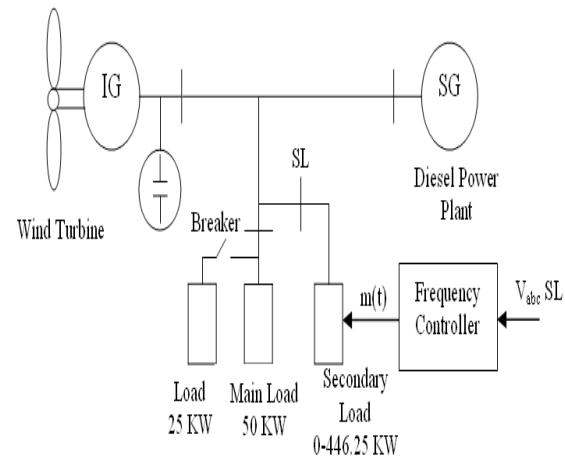 IG
SG
SL
Diesel Power
Plant
Wind Turbine
Breaker
m(t)
Frequency
Controller
Vabc SL
Load
25 KW
Main Load
50 KW
Secondary
Load
0-446.25 KW